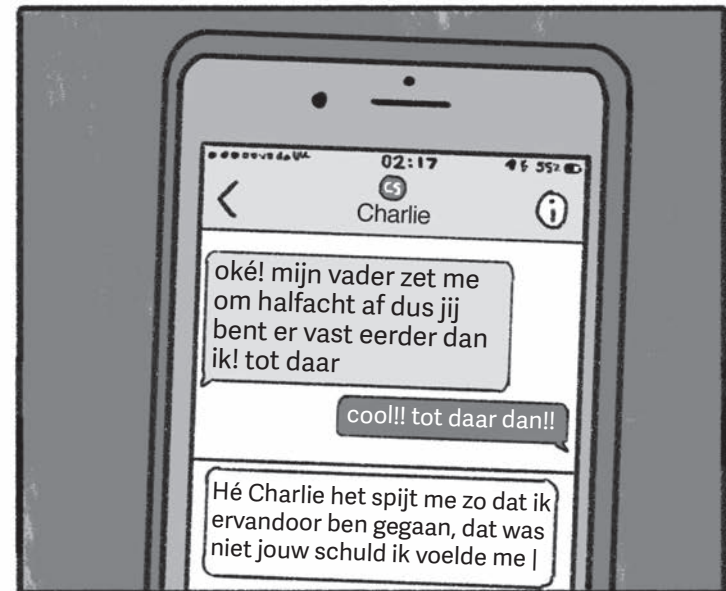 02:17
55%
CS
Charlie
oké! mijn vader zet me
om halfacht af dus jij
bent er vast eerder dan
ik! tot daar
cool!! tot daar dan!!
Hé Charlie het spijt me zo dat ik
ervandoor ben gegaan, dat was
niet jouw schuld ik voelde me |